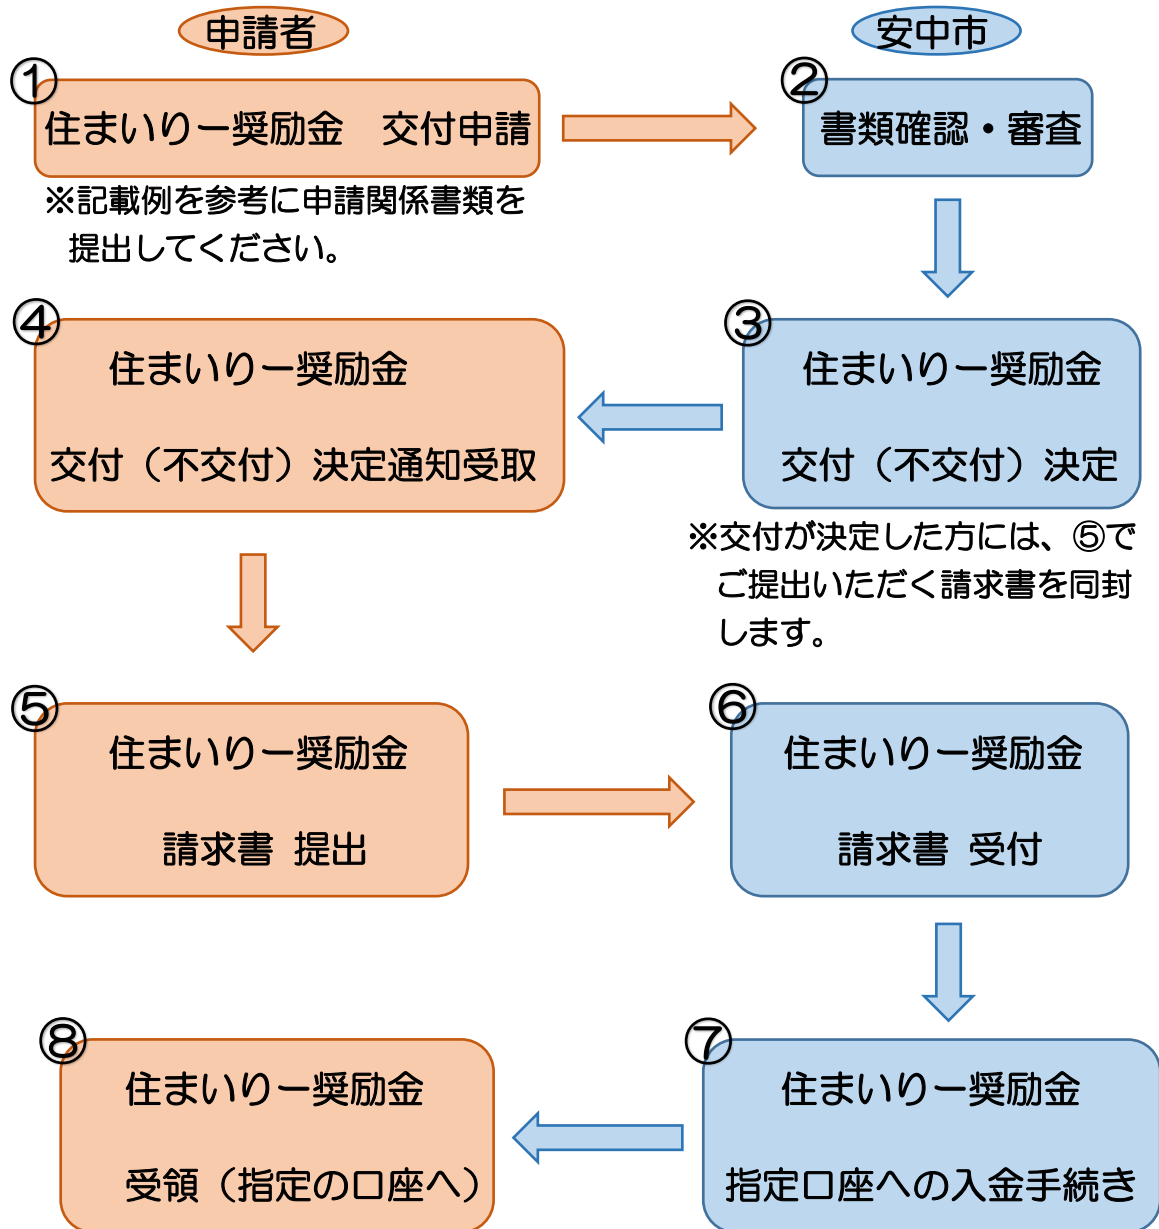 申請者
安中市
①
住まいりー奨励金　交付申請
※記載例を参考に申請関係書類を
提出してください。
②
書類確認・審査
③
住まいりー奨励金
交付（不交付）決定
※交付が決定した方には、⑤で
ご提出いただく請求書を同封
します。
④
住まいりー奨励金
交付（不交付）決定通知受取
⑤
住まいりー奨励金
請求書 提出
⑥
住まいりー奨励金
請求書 受付
⑦
住まいりー奨励金
指定口座への入金手続き
⑧
住まいりー奨励金
受領（指定の口座へ）